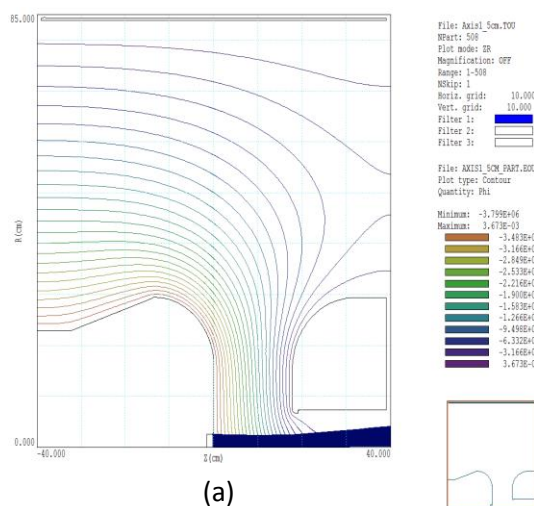 85.000
R(cm)
0.000
-40.000
Z(cm)
40.000
(a)
File: Axis1_5cm.TOU
NPart: 508
Plot mode: ZR
Magnification: OFF
Range: 1-508
NSkip: 1
Horiz. grid: 10.000
Vert. grid: 10.000
Filter 1:
Filter 2:
Filter 3:
File: AXIS1_5CM_PART.EOU
Plot type: Contour
Quantity: Phi
Minimum: -3.799E+06
Maximum: 3.673E-03
-3.483E+0
-3.166E+0
-2.849E+0
-2.533E+0
-2.216E+0
-1.900E+0
-1.583E+0
-1.266E+0
-9.498E+0
-6.332E+0
-3.166E+0
3.673E-0